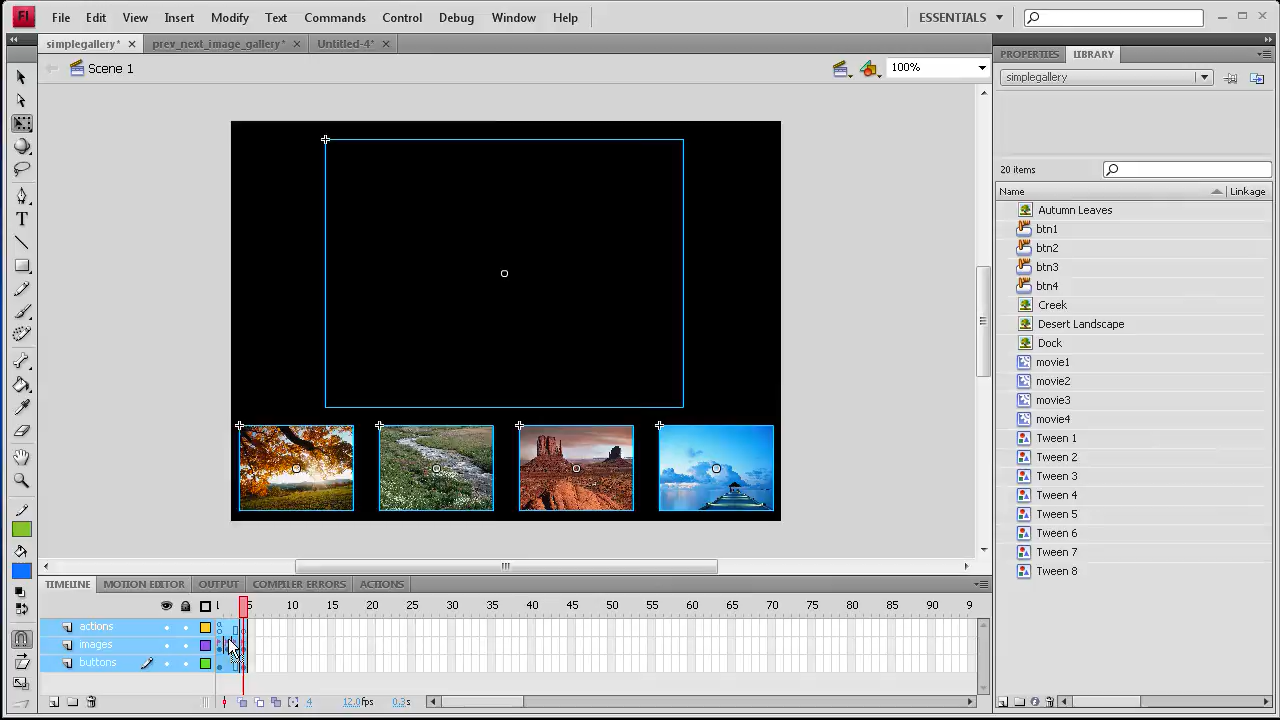 Fl File Edit View Insert Modify Text Commands Control Debug Window Help ESSENTIALS
simplegallery* prev_next_image_gallery* Untitled-4*
Scene 1 100%
PROPERTIES LIBRARY
simplegallery
20 items
Name Linkage
Autumn Leaves
btn1
btn2
btn3
btn4
Creek
Desert Landscape
Dock
movie1
movie2
movie3
movie4
Tween 1
Tween 2
Tween 3
Tween 4
Tween 5
Tween 6
Tween 7
Tween 8
TIMELINE MOTION EDITOR OUTPUT COMPILER ERRORS ACTIONS
5 10 15 20 25 30 35 40 45 50 55 60 65 70 75 80 85 90 9
actions
images
buttons
4 12.0fps 0.3s